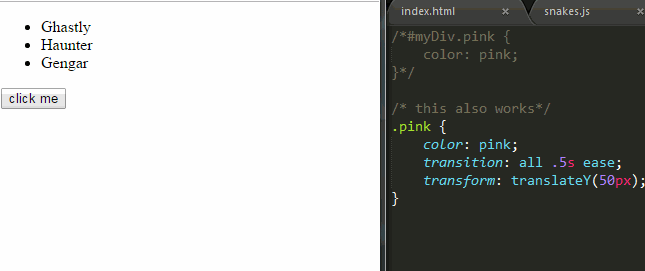 Ghastly
Haunter
Gengar
click me
index.html × snakes.js ×
/*#myDiv.pink {
color: pink;
}*/
/* this also works*/
.pink {
color: pink;
transition: all .5s ease;
transform: translateY(50px);
}